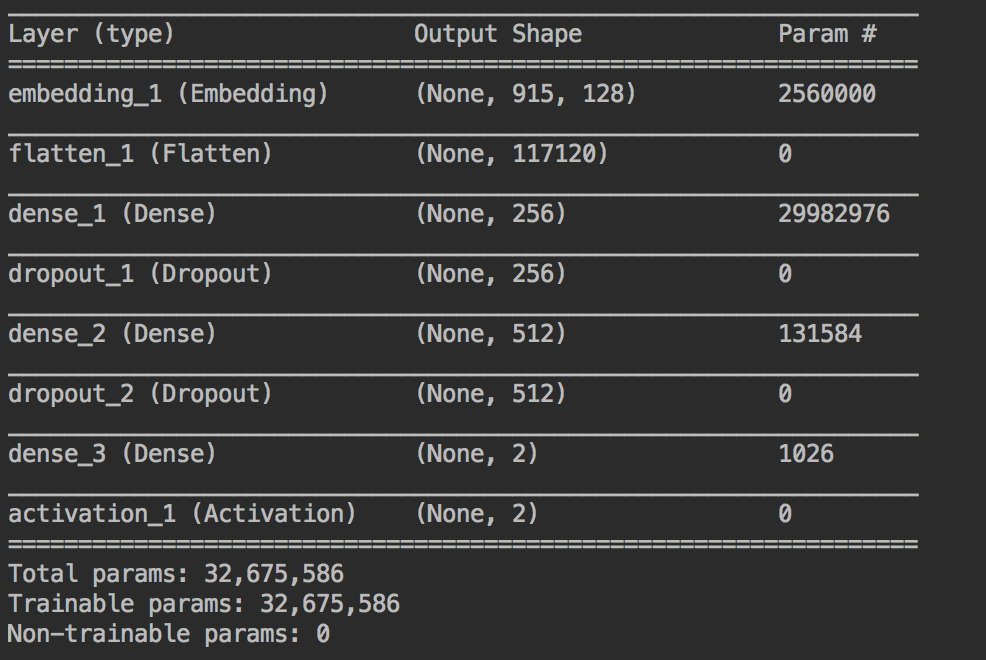 Layer (type)                 Output Shape              Param #
=================================================================
embedding_1 (Embedding)      (None, 915, 128)          2560000
_________________________________________________________________
flatten_1 (Flatten)          (None, 117120)            0
_________________________________________________________________
dense_1 (Dense)              (None, 256)               29982976
_________________________________________________________________
dropout_1 (Dropout)          (None, 256)               0
_________________________________________________________________
dense_2 (Dense)              (None, 512)               131584
_________________________________________________________________
dropout_2 (Dropout)          (None, 512)               0
_________________________________________________________________
dense_3 (Dense)              (None, 2)                 1026
_________________________________________________________________
activation_1 (Activation)    (None, 2)                 0
=================================================================
Total params: 32,675,586
Trainable params: 32,675,586
Non-trainable params: 0